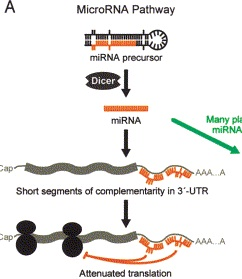 A
MicroRNA Pathway
miRNA precursor
Dicer
miRNA
Many pla
miRNA
Cap
AAA...A
Short segments of complementarity in 3´-UTR
Cap
AAA...A
Attenuated translation